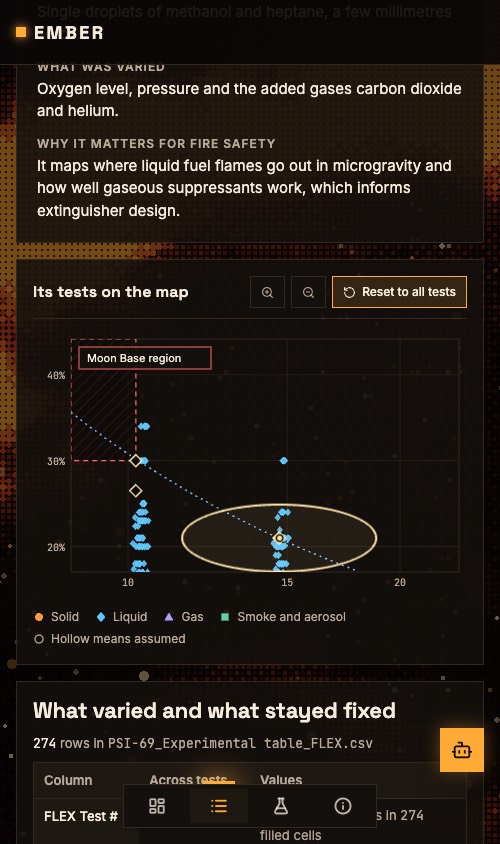 Single droplets of methanol and heptane, a few millimetres
EMBER
WHAT WAS VARIED
Oxygen level, pressure and the added gases carbon dioxide
and helium.
WHY IT MATTERS FOR FIRE SAFETY
It maps where liquid fuel flames go out in microgravity and
how well gaseous suppressants work, which informs
extinguisher design.
Its tests on the map
Reset to all tests
Moon Base region
40%
30%
20%
10
15
20
Solid
Liquid
Gas
Smoke and aerosol
Hollow means assumed
What varied and what stayed fixed
274 rows in PSI-69_Experimental table_FLEX.csv
Column
Across tests
Values
FLEX Test #
s in 274
filled cells